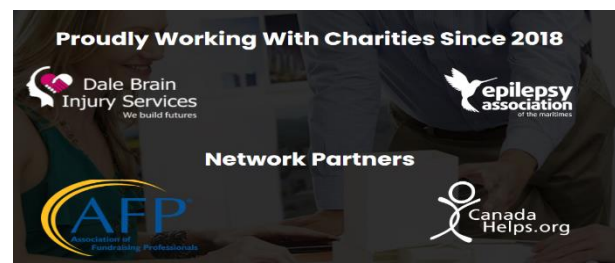 Proudly Working With Charities Since 2018
Dale Brain
Injury Services
We build futures
epilepsy
association
of the maritimes
Network Partners
AFP
Association of
Fundraising Professionals
Canada
Helps.org